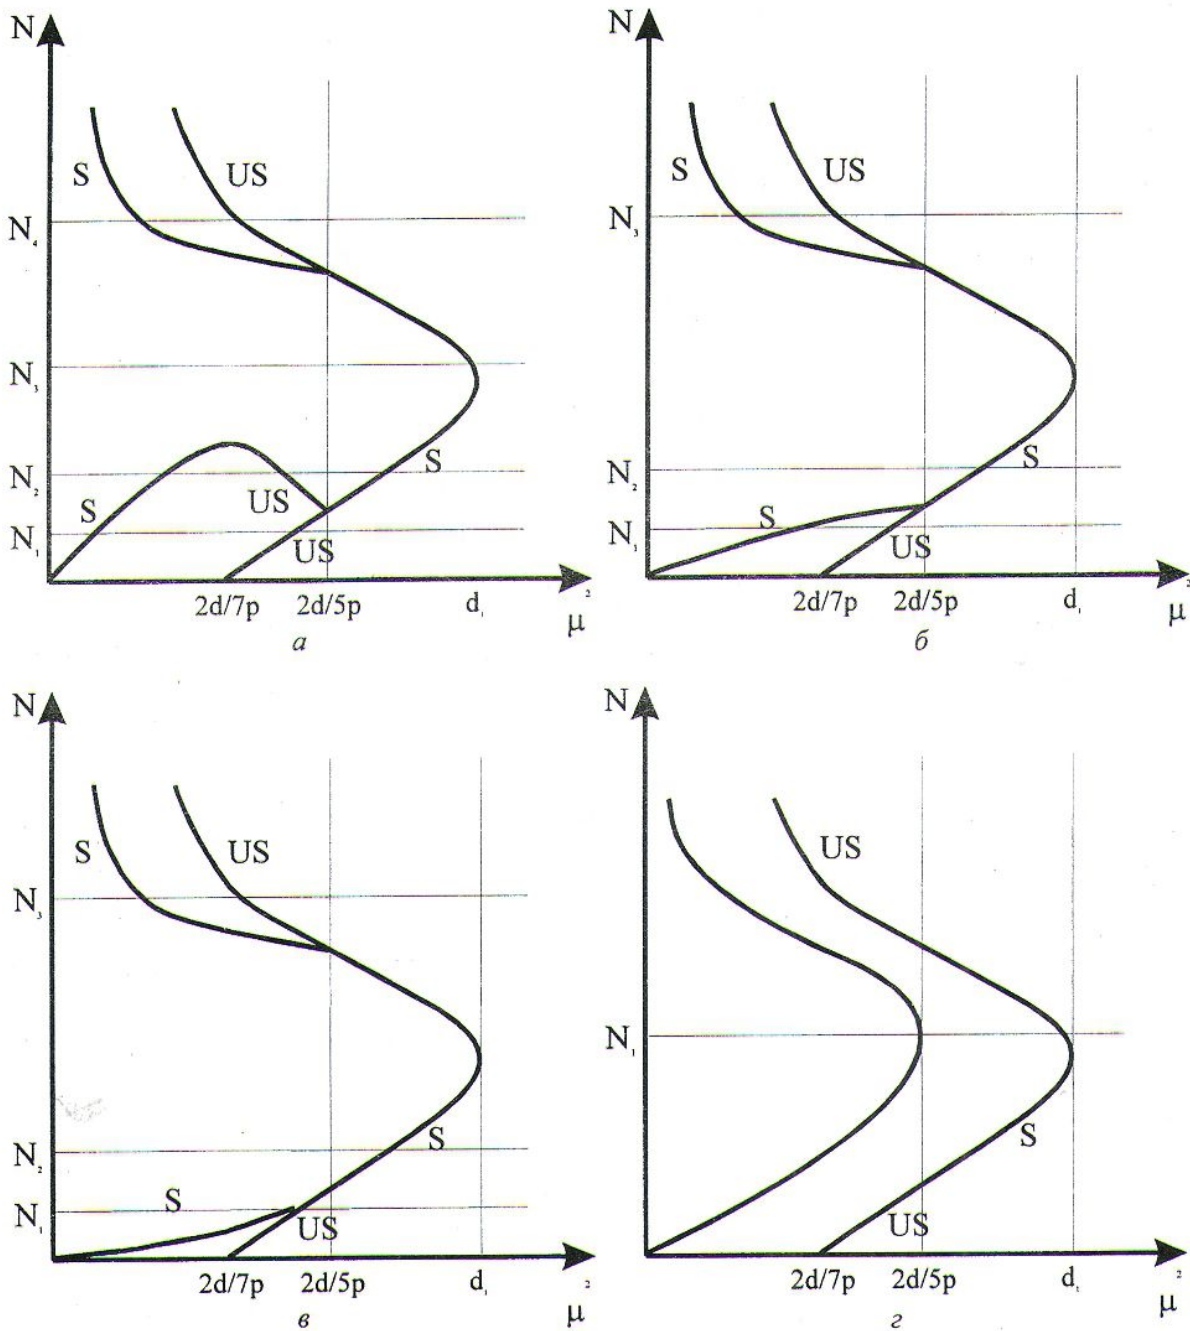 N
N
S
US
S
US
N₄
N₃
N₃
N₂
S
US
S
US
N₁
N₂
S
S
US
N₁
2d/7p
2d/5p
d₁
μ²
2d/7p
2d/5p
d₁
μ²
а
б
N
N
S
US
US
N₃
N₁
N₂
S
S
S
N₁
US
US
2d/7p
2d/5p
d₁
μ²
2d/7p
2d/5p
d₁
μ²
в
г